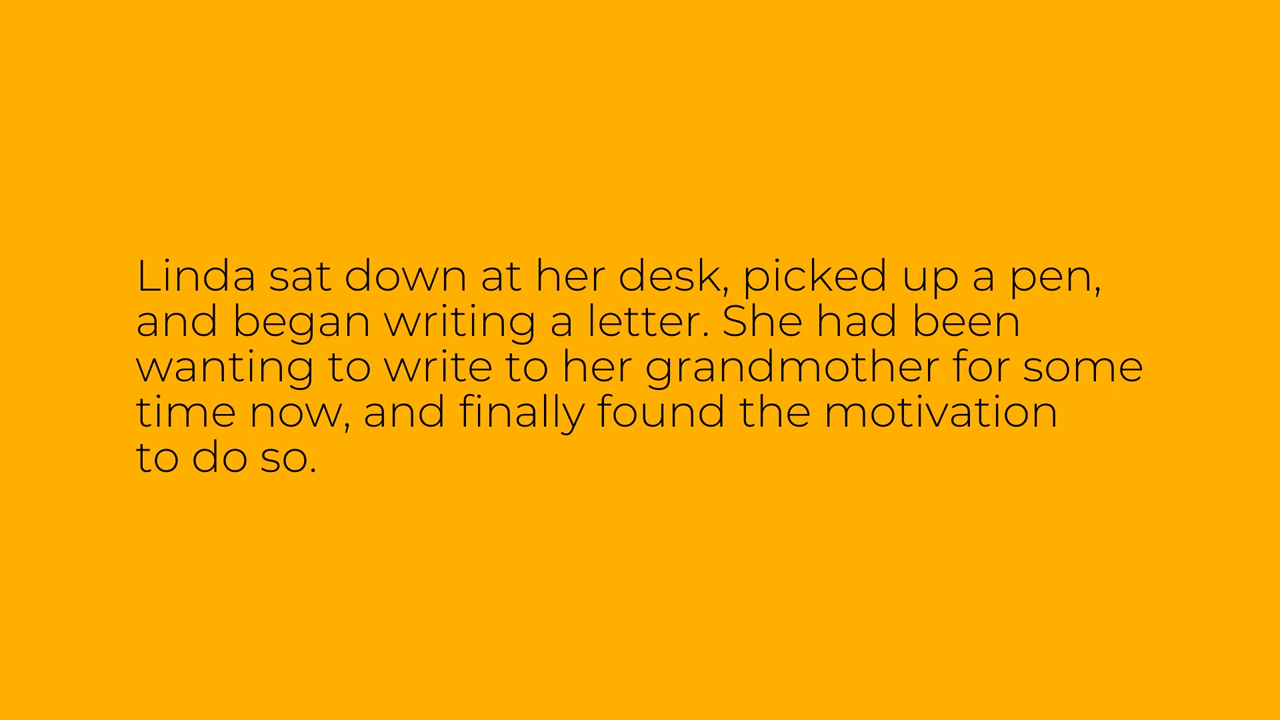 Linda sat down at her desk, picked up a pen,
and began writing a letter. She had been
wanting to write to her grandmother for some
time now, and finally found the motivation
to do so.